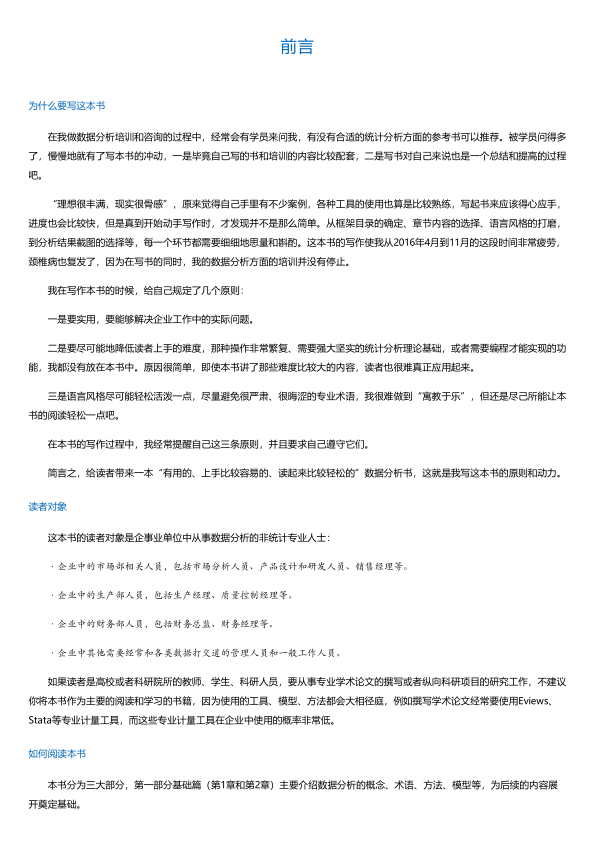 前言
为什么要写这本书
在我做数据分析培训和咨询的过程中，经常会有学员来问我，有没有合适的统计分析方面的参考书可以推荐。被学员问得多
了，慢慢地就有了写本书的冲动，一是毕竟自己写的书和培训的内容比较配套，二是写书对自己来说也是一个总结和提高的过程
吧。
“理想很丰满，现实很骨感”，原来觉得自己手里有不少案例，各种工具的使用也算是比较熟练，写起书来应该得心应手，
进度也会比较快，但是真到开始动手写作时，才发现并不是那么简单。从框架目录的确定、章节内容的选择、语言风格的打磨，
到分析结果截图的选择等，每一个环节都需要细细地思量和斟酌。这本书的写作使我从2016年4月到11月的这段时间非常疲劳，
颈椎病也复发了，因为在写书的同时，我的数据分析方面的培训并没有停止。
我在写作本书的时候，给自己规定了几个原则：
一是要实用，要能够解决企业工作中的实际问题。
二是要尽可能地降低读者上手的难度，那种操作非常繁复、需要强大坚实的统计分析理论基础，或者需要编程才能实现的功
能，我都没有放在本书中。原因很简单，即使本书讲了那些难度比较大的内容，读者也很难真正应用起来。
三是语言风格尽可能轻松活泼一点，尽量避免很严肃、很晦涩的专业术语，我很难做到“寓教于乐”，但还是尽己所能让本
书的阅读轻松一点吧。
在本书的写作过程中，我经常提醒自己这三条原则，并且要求自己遵守它们。
简言之，给读者带来一本“有用的、上手比较容易的、读起来比较轻松的”数据分析书，这就是我写这本书的原则和动力。
读者对象
这本书的读者对象是企事业单位中从事数据分析的非统计专业人士：
·企业中的市场部相关人员，包括市场分析人员、产品设计和研发人员、销售经理等。
·企业中的生产部人员，包括生产经理、质量控制经理等。
·企业中的财务部人员，包括财务总监、财务经理等。
·企业中其他需要经常和各类数据打交道的管理人员和一般工作人员。
如果读者是高校或者科研院所的教师、学生、科研人员，要从事专业学术论文的撰写或者纵向科研项目的研究工作，不建议
你将本书作为主要的阅读和学习的书籍，因为使用的工具、模型、方法都会大相径庭，例如撰写学术论文经常要使用Eviews、
Stata等专业计量工具，而这些专业计量工具在企业中使用的概率非常低。
如何阅读本书
本书分为三大部分，第一部分基础篇（第1章和第2章）主要介绍数据分析的概念、术语、方法、模型等，为后续的内容展
开奠定基础。